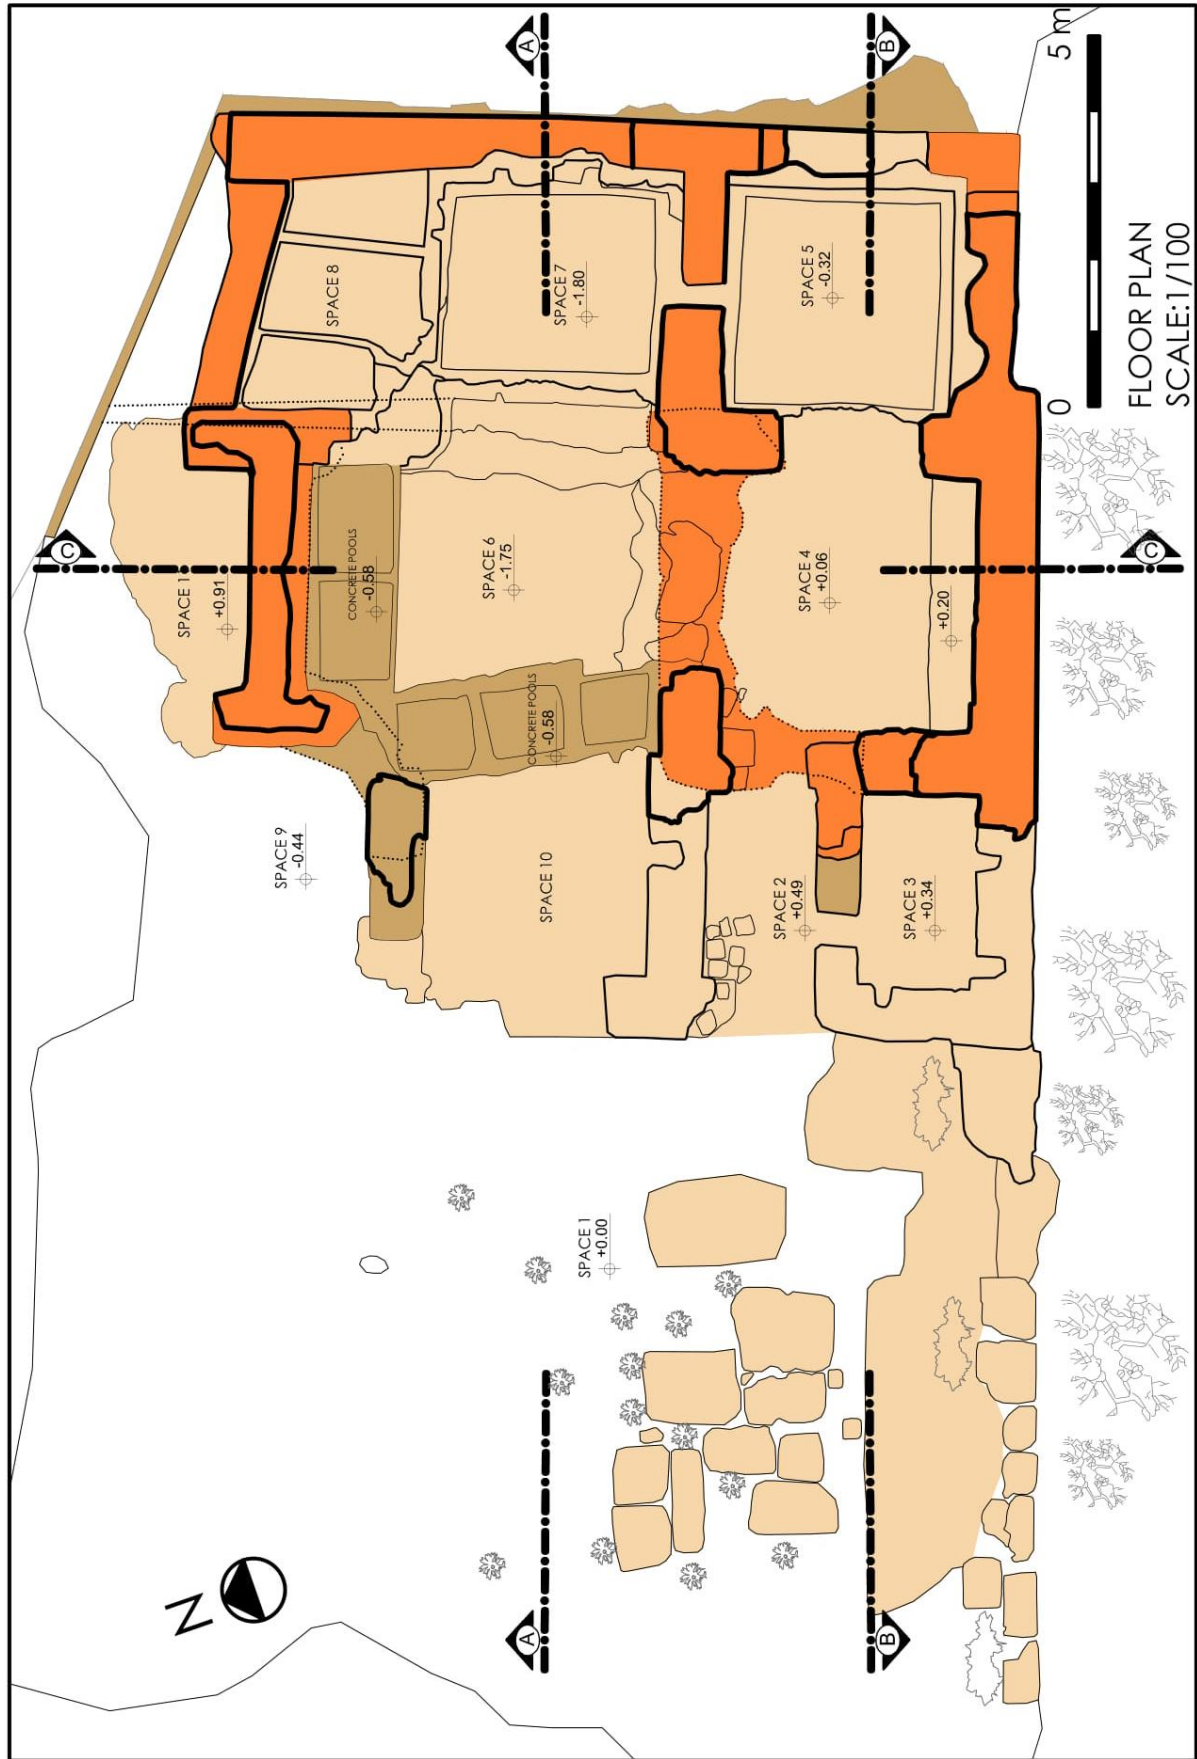 A
B
5 m
0
FLOOR PLAN
SCALE:1/100
C
SPACE 1
+0.91
SPACE 8
SPACE 7
-1.80
SPACE 5
-0.32
CONCRETE POOLS
-0.58
SPACE 6
-1.75
SPACE 4
+0.06
+0.20
C
CONCRETE POOLS
-0.58
SPACE 9
-0.44
SPACE 10
SPACE 2
+0.49
SPACE 3
+0.34
SPACE 1
+0.00
N
A
B